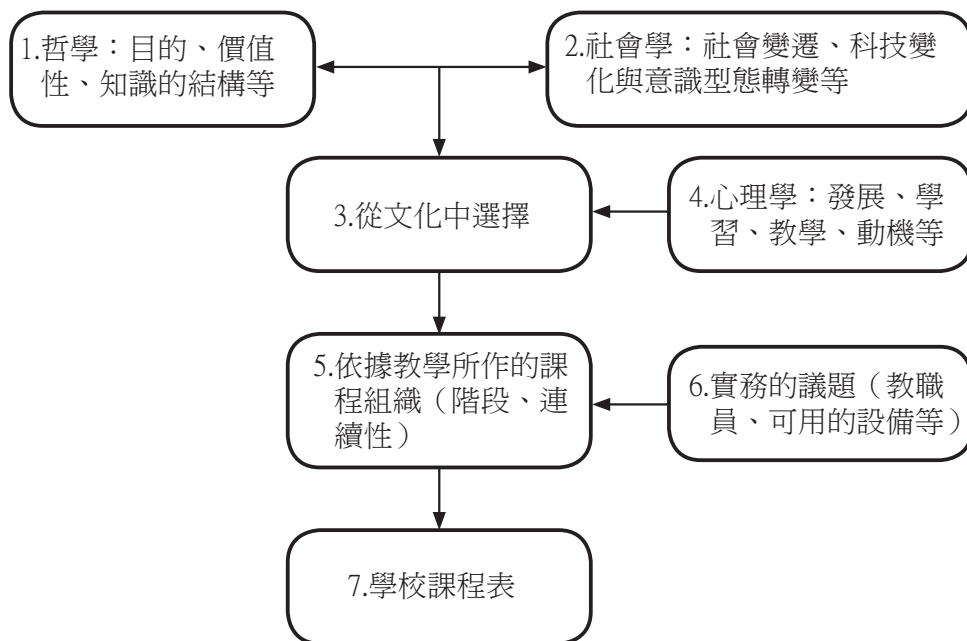 1.哲學：目的、價值
性、知識的結構等
2.社會學：社會變遷、科技變
化與意識型態轉變等
3.從文化中選擇
4.心理學：發展、學
習、教學、動機等
5.依據教學所作的課
程組織（階段、連
續性）
6.實務的議題（教職
員、可用的設備等）
7.學校課程表